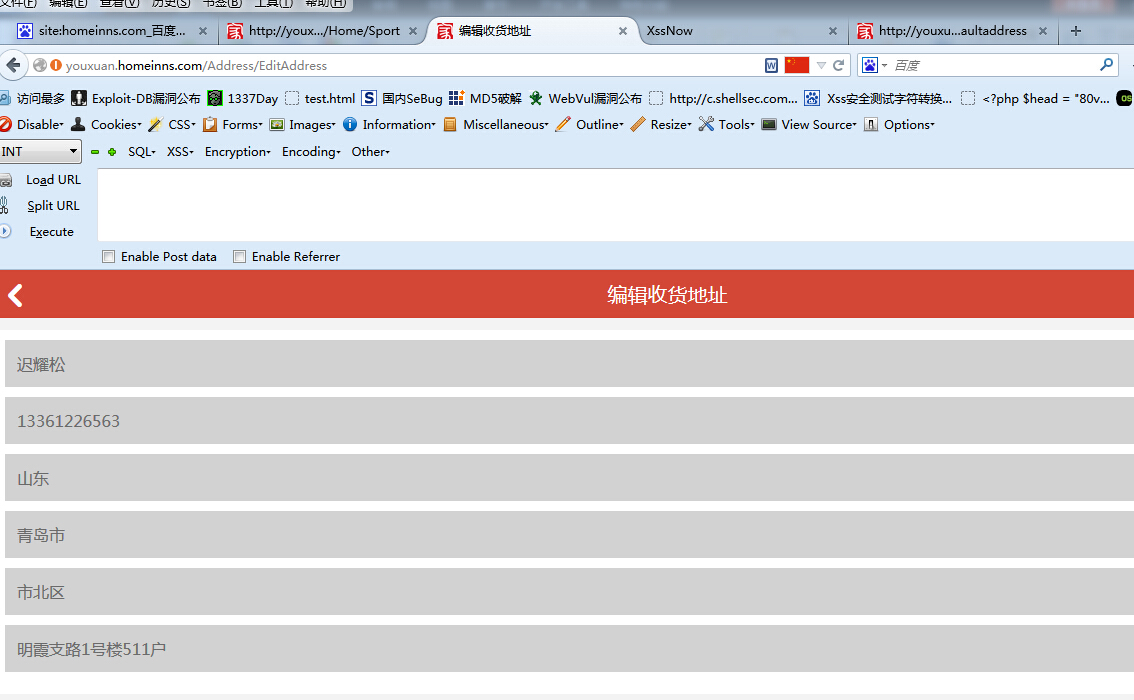 文件(F) 编辑(E) 查看(V) 历史(S) 书签(B) 工具(T) 帮助(H)
site:homeinns.com_百度... http://youx.../Home/Sport 编辑收货地址 XssNow http://youxu...aultaddress
youxuan.homeinns.com/Address/EditAddress 百度
访问最多 Exploit-DB漏洞公布 1337Day test.html 国内SeBug MD5破解 WebVul漏洞公布 http://c.shellsec.com... Xss安全测试字符转换... <?php $head = "80v...
Disable Cookies CSS Forms Images Information Miscellaneous Outline Resize Tools View Source Options
INT SQL XSS Encryption Encoding Other
Load URL
Split URL
Execute
Enable Post data Enable Referrer
编辑收货地址
迟耀松
13361226563
山东
青岛市
市北区
明霞支路1号楼511户